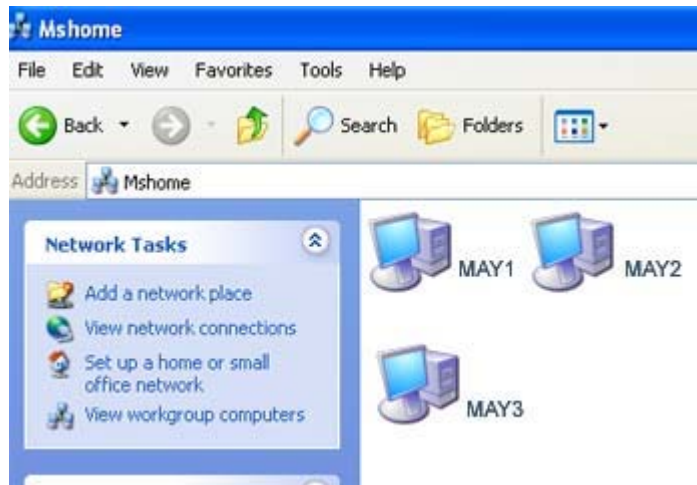 Mshome
File Edit View Favorites Tools Help
Back Search Folders
Address Mshome
Network Tasks
Add a network place
View network connections
Set up a home or small
office network
View workgroup computers
MAY1 MAY2
MAY3